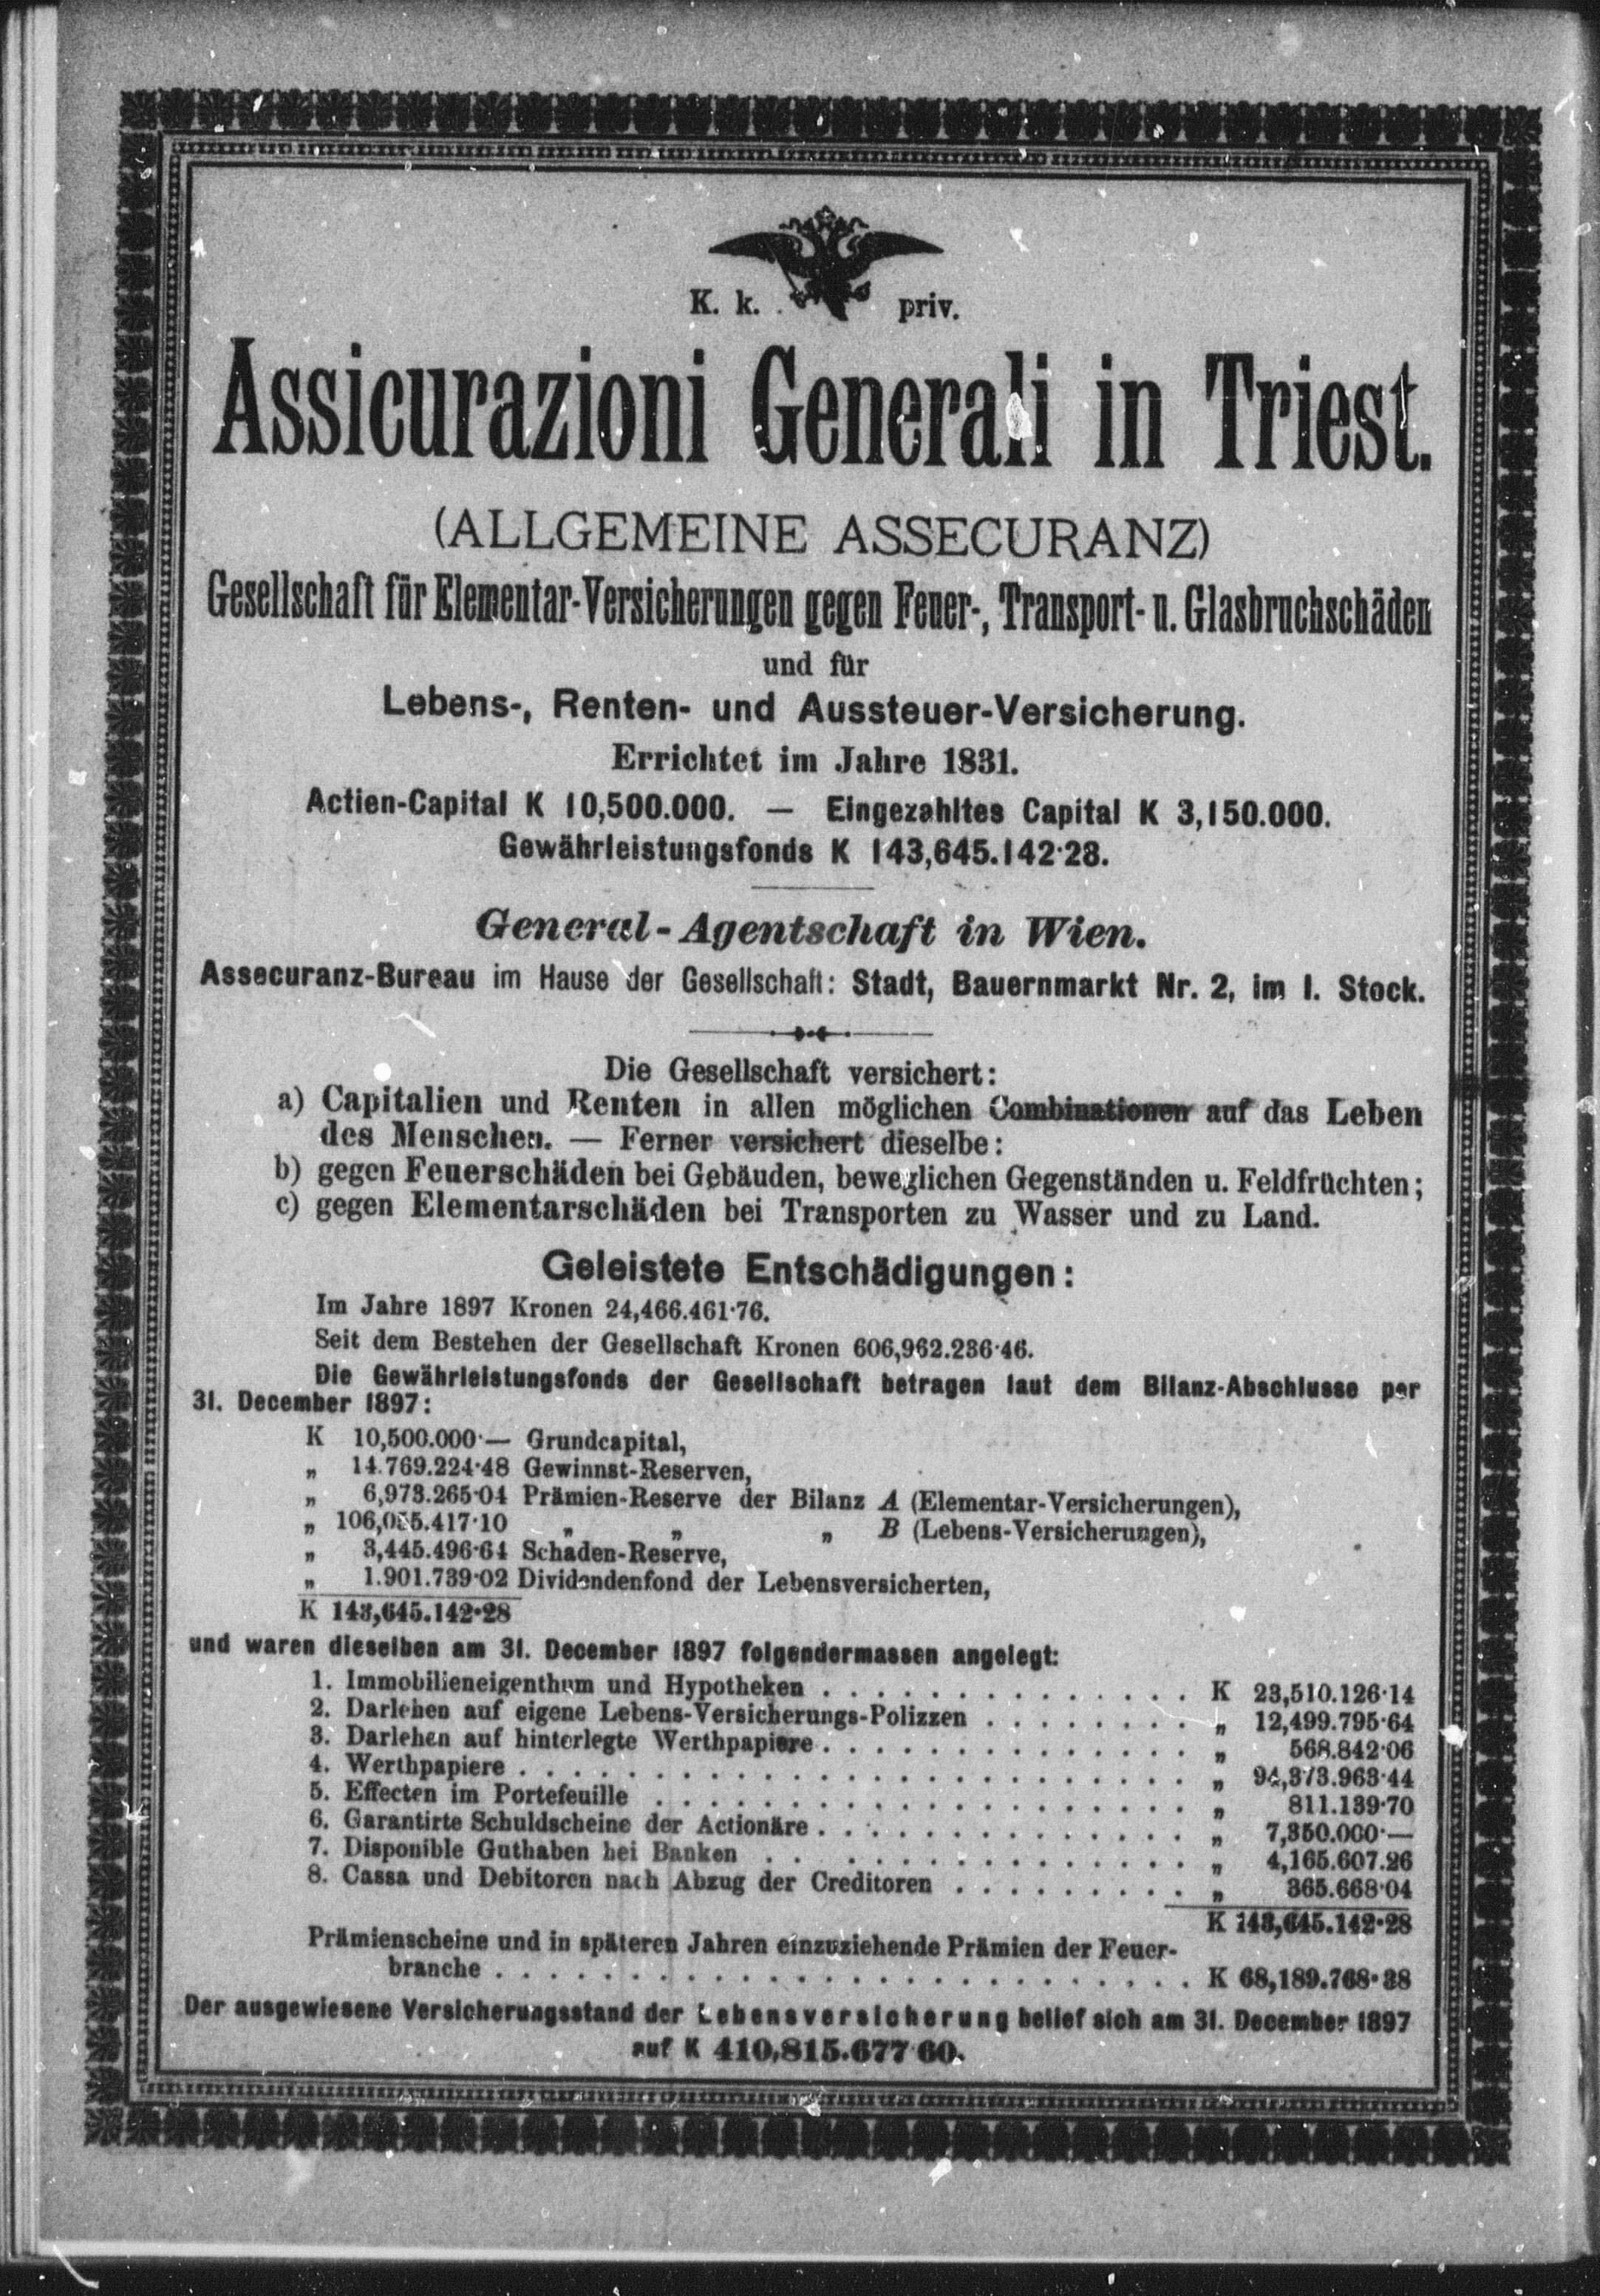 K. k. priv.
Assicurazioni Generali in Triest.
(ALLGEMEINE ASSECURANZ)
Gesellschaft für Elementar-Versicherungen gegen Feuer-, Transport- u. Glasbruchschäden
und für
Lebens-, Renten- und Aussteuer-Versicherung.
Errichtet im Jahre 1831.
Actien-Capital K 10,500.000. — Eingezahltes Capital K 3,150.000.
Gewährleistungsfonds K 143,645.142·28.
General-Agentschaft in Wien.
Assecuranz-Bureau im Hause der Gesellschaft: Stadt, Bauernmarkt Nr. 2, im I. Stock.
Die Gesellschaft versichert:
a) Capitalien und Renten in allen möglichen Combinationen auf das Leben
des Menschen. — Ferner versichert dieselbe:
b) gegen Feuerschäden bei Gebäuden, beweglichen Gegenständen u. Feldfrüchten;
c) gegen Elementarschäden bei Transporten zu Wasser und zu Land.
Geleistete Entschädigungen:
Im Jahre 1897 Kronen 24,466.461·76.
Seit dem Bestehen der Gesellschaft Kronen 606,962.236·46.
Die Gewährleistungsfonds der Gesellschaft betragen laut dem Bilanz-Abschlusse per
31. December 1897:
K 10,500.000·— Grundcapital,
„ 14.769.224·48 Gewinnst-Reserven,
„ 6,973.265·04 Prämien-Reserve der Bilanz A (Elementar-Versicherungen),
„ 106,055.417·10 „ „ „ B (Lebens-Versicherungen),
„ 3,445.496·64 Schaden-Reserve,
„ 1.901.739·02 Dividendenfond der Lebensversicherten,
K 143,645.142·28
und waren dieselben am 31. December 1897 folgendermassen angelegt:
1. Immobilieneigenthum und Hypotheken . . . . . . . . . . . . . . K 23,510.126·14
2. Darlehen auf eigene Lebens-Versicherungs-Polizzen . . . . . . . . „ 12,499.795·64
3. Darlehen auf hinterlegte Werthpapiere . . . . . . . . . . . . . . „ 568.842·06
4. Werthpapiere . . . . . . . . . . . . . . . . . . . . . . . . . „ 94,373.963·44
5. Effecten im Portefeuille . . . . . . . . . . . . . . . . . . . . „ 811.139·70
6. Garantirte Schuldscheine der Actionäre . . . . . . . . . . . . . . „ 7,350.000·—
7. Disponible Guthaben bei Banken . . . . . . . . . . . . . . . . „ 4,165.607.26
8. Cassa und Debitoren nach Abzug der Creditoren . . . . . . . . . „ 365.668·04
K 143,645.142·28
Prämienscheine und in späteren Jahren einzuziehende Prämien der Feuer-
branche . . . . . . . . . . . . . . . . . . . . . . . . . . . K 68,189.768·38
Der ausgewiesene Versicherungsstand der Lebensversicherung belief sich am 31. December 1897
auf K 410,815.677 60.